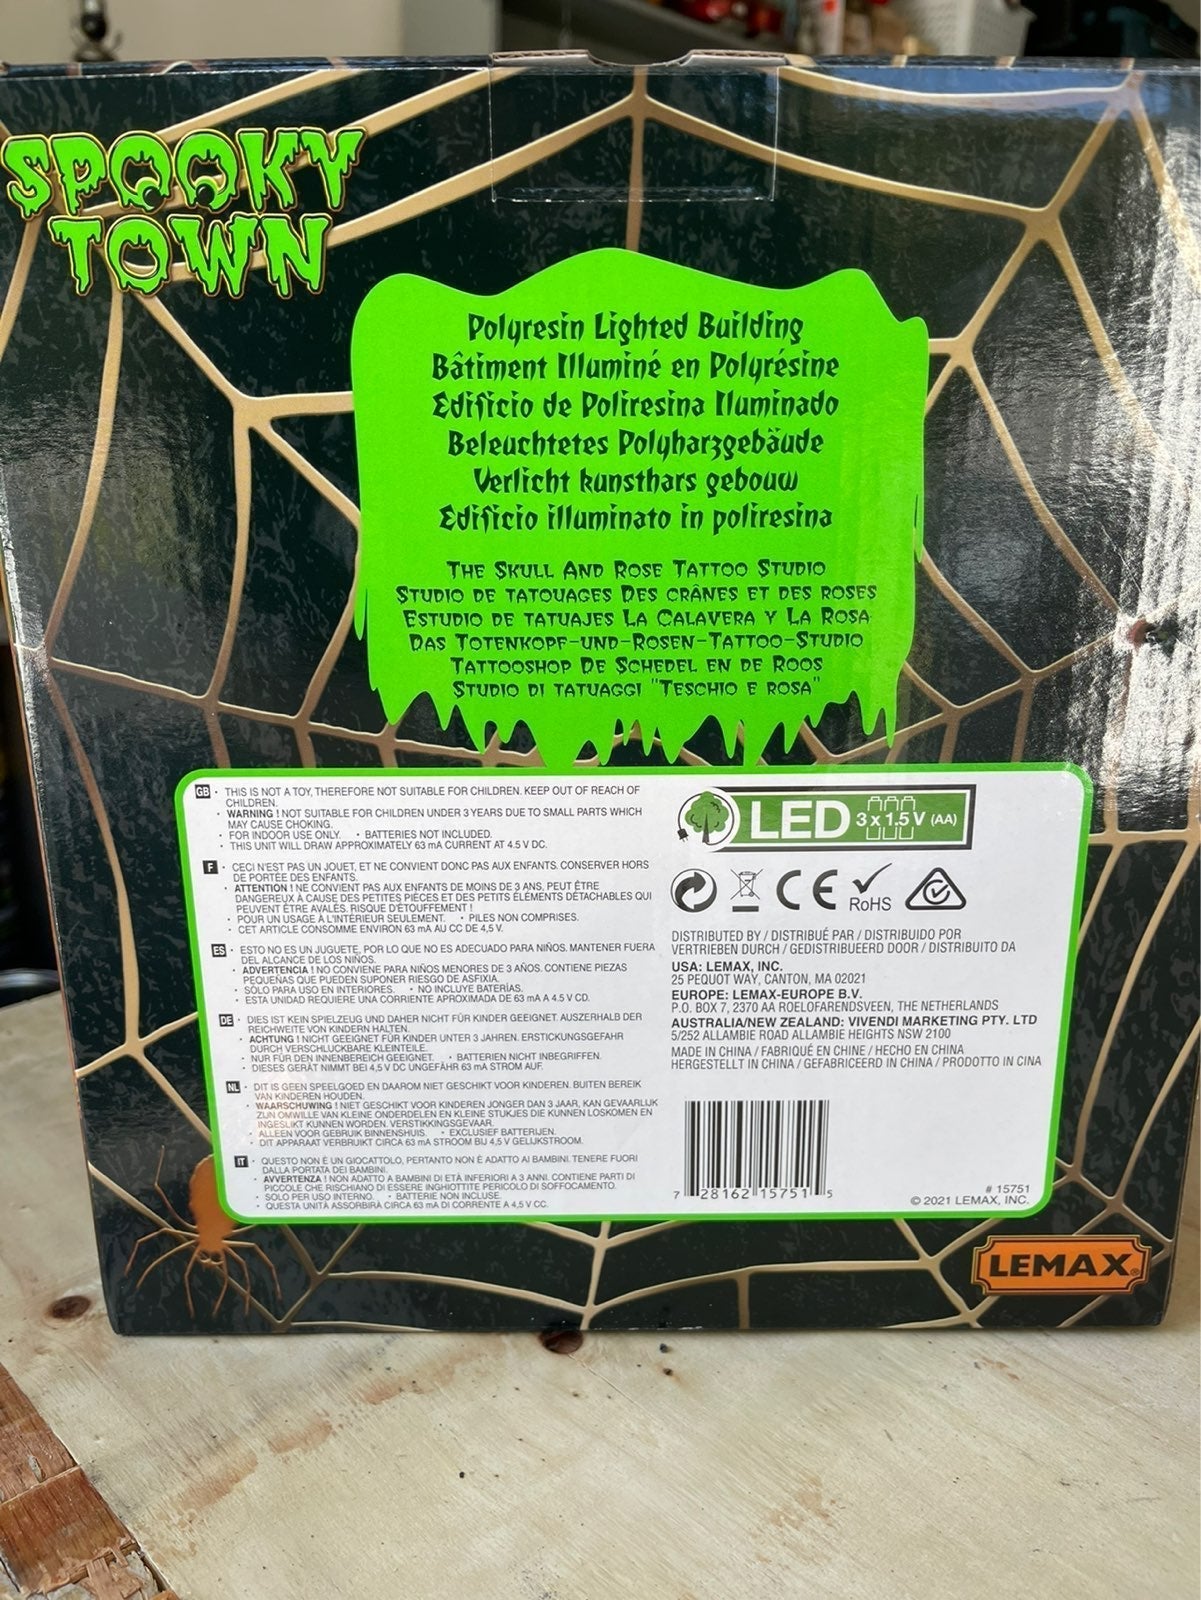 SPOOKY
TOWN
Polyresin Lighted Building
Bâtiment Illuminé en Polyrésine
Edificio de Poliresina Iluminado
Beleuchtetes Polyharzgebäude
Verlicht kunsthars gebouw
Edificio illuminato in poliresina
THE SKULL AND ROSE TATTOO STUDIO
STUDIO DE TATOUAGES DES CRÂNES ET DES ROSES
ESTUDIO DE TATUAJES LA CALAVERA Y LA ROSA
DAS TOTENKOPF-UND-ROSEN-TATTOO-STUDIO
TATTOOSHOP DE SCHEDEL EN DE ROOS
STUDIO DI TATUAGGI "TESCHIO E ROSA"
GB • THIS IS NOT A TOY, THEREFORE NOT SUITABLE FOR CHILDREN. KEEP OUT OF REACH OF
CHILDREN.
• WARNING ! NOT SUITABLE FOR CHILDREN UNDER 3 YEARS DUE TO SMALL PARTS WHICH
MAY CAUSE CHOKING.
• FOR INDOOR USE ONLY. • BATTERIES NOT INCLUDED.
• THIS UNIT WILL DRAW APPROXIMATELY 63 mA CURRENT AT 4.5 V DC.
F • CECI N'EST PAS UN JOUET, ET NE CONVIENT DONC PAS AUX ENFANTS. CONSERVER HORS
DE PORTÉE DES ENFANTS.
• ATTENTION ! NE CONVIENT PAS AUX ENFANTS DE MOINS DE 3 ANS, PEUT ÊTRE
DANGEREUX À CAUSE DES PETITES PIÈCES ET DES PETITS ÉLÉMENTS DÉTACHABLES QUI
PEUVENT ÊTRE AVALÉS. RISQUE D'ÉTOUFFEMENT !
• POUR UN USAGE À L'INTÉRIEUR SEULEMENT. • PILES NON COMPRISES.
• CET ARTICLE CONSOMME ENVIRON 63 mA AU CC DE 4,5 V.
ES • ESTO NO ES UN JUGUETE, POR LO QUE NO ES ADECUADO PARA NIÑOS. MANTENER FUERA
DEL ALCANCE DE LOS NIÑOS.
• ADVERTENCIA ! NO CONVIENE PARA NIÑOS MENORES DE 3 AÑOS. CONTIENE PIEZAS
PEQUEÑAS QUE PUEDEN SUPONER RIESGO DE ASFIXIA.
• SÓLO PARA USO EN INTERIORES. • NO INCLUYE BATERÍAS.
• ESTA UNIDAD REQUIERE UNA CORRIENTE APROXIMADA DE 63 mA A 4.5 V CD.
DE • DIES IST KEIN SPIELZEUG UND DAHER NICHT FÜR KINDER GEEIGNET. AUSZERHALB DER
REICHWEITE VON KINDERN HALTEN.
• ACHTUNG ! NICHT GEEIGNET FÜR KINDER UNTER 3 JAHREN. ERSTICKUNGSGEFAHR
DURCH VERSCHLUCKBARE KLEINTEILE.
• NUR FÜR DEN INNENBEREICH GEEIGNET. • BATTERIEN NICHT INBEGRIFFEN.
• DIESES GERÄT NIMMT BEI 4,5 V DC UNGEFÄHR 63 mA STROM AUF.
NL • DIT IS GEEN SPEELGOED EN DAAROM NIET GESCHIKT VOOR KINDEREN. BUITEN BEREIK
VAN KINDEREN HOUDEN.
• WAARSCHUWING ! NIET GESCHIKT VOOR KINDEREN JONGER DAN 3 JAAR, KAN GEVAARLIJK
ZIJN OMWILLE VAN KLEINE ONDERDELEN EN KLEINE STUKJES DIE KUNNEN LOSKOMEN EN
INGESLIKT KUNNEN WORDEN. VERSTIKKINGSGEVAAR.
• ALLEEN VOOR GEBRUIK BINNENSHUIS. • EXCLUSIEF BATTERIJEN.
• DIT APPARAAT VERBRUIKT CIRCA 63 mA STROOM BIJ 4,5 V GELIJKSTROOM.
IT • QUESTO NON È UN GIOCATTOLO, PERTANTO NON È ADATTO AI BAMBINI. TENERE FUORI
DALLA PORTATA DEI BAMBINI.
• AVVERTENZA ! NON ADATTO A BAMBINI DI ETÀ INFERIORI A 3 ANNI. CONTIENE PARTI DI
PICCOLE CHE RISCHIANO DI ESSERE INGHIOTTITE PERICOLO DI SOFFOCAMENTO.
• SOLO PER USO INTERNO. • BATTERIE NON INCLUSE.
• QUESTA UNITÀ ASSORBIRÀ CIRCA 63 mA DI CORRENTE A 4,5 V CC.
LED 3 x 1.5 V (AA)
CE RoHS
DISTRIBUTED BY / DISTRIBUÉ PAR / DISTRIBUIDO POR
VERTRIEBEN DURCH / GEDISTRIBUEERD DOOR / DISTRIBUITO DA
USA: LEMAX, INC.
25 PEQUOT WAY, CANTON, MA 02021
EUROPE: LEMAX-EUROPE B.V.
P.O. BOX 7, 2370 AA ROELOFARENDSVEEN, THE NETHERLANDS
AUSTRALIA/NEW ZEALAND: VIVENDI MARKETING PTY. LTD
5/252 ALLAMBIE ROAD ALLAMBIE HEIGHTS NSW 2100
MADE IN CHINA / FABRIQUÉ EN CHINE / HECHO EN CHINA
HERGESTELLT IN CHINA / GEFABRICEERD IN CHINA / PRODOTTO IN CINA
7 28162 15751 5
# 15751
© 2021 LEMAX, INC.
LEMAX®